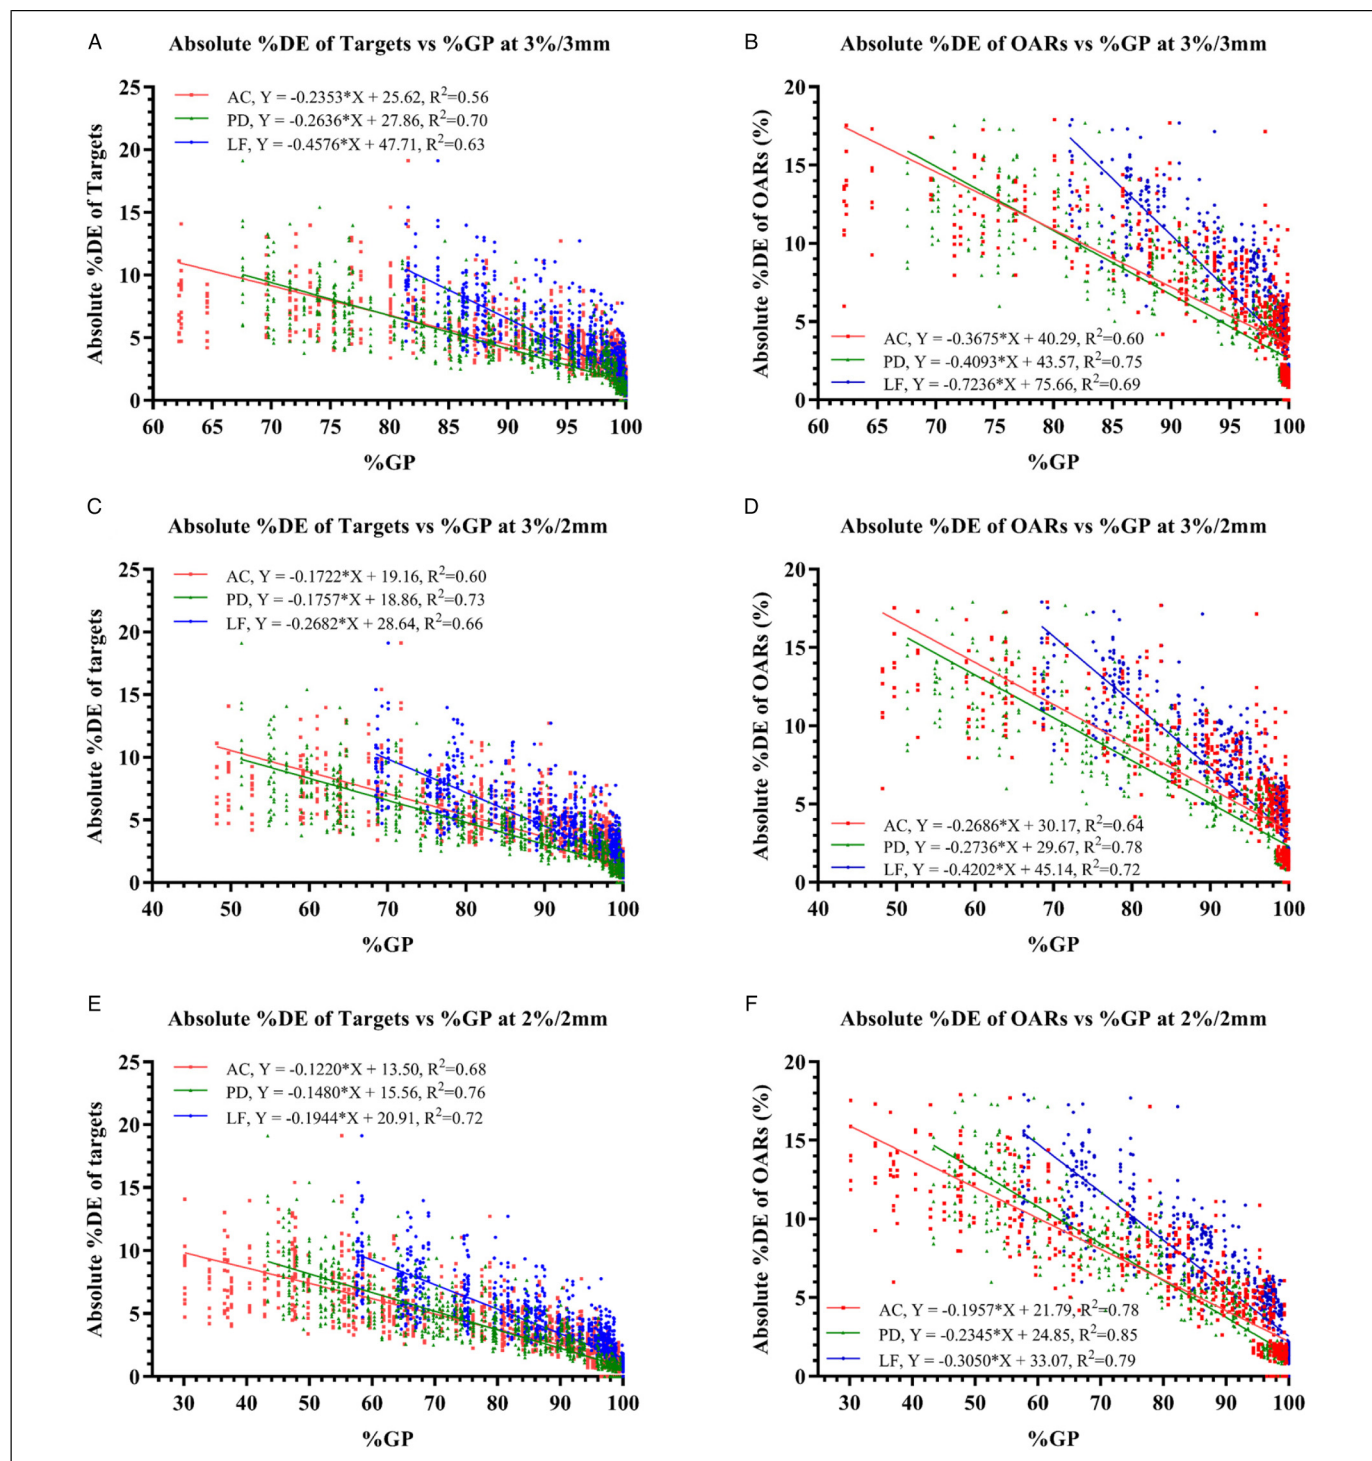 A
Absolute %DE of Targets vs %GP at 3%/3mm
AC, Y = -0.2353*X + 25.62, R²=0.56
PD, Y = -0.2636*X + 27.86, R²=0.70
LF, Y = -0.4576*X + 47.71, R²=0.63
Absolute %DE of Targets
25
20
15
10
5
0
60 65 70 75 80 85 90 95 100
%GP
B
Absolute %DE of OARs vs %GP at 3%/3mm
Absolute %DE of OARs (%)
20
15
10
5
0
AC, Y = -0.3675*X + 40.29, R²=0.60
PD, Y = -0.4093*X + 43.57, R²=0.75
LF, Y = -0.7236*X + 75.66, R²=0.69
60 65 70 75 80 85 90 95 100
%GP
C
Absolute %DE of Targets vs %GP at 3%/2mm
AC, Y = -0.1722*X + 19.16, R²=0.60
PD, Y = -0.1757*X + 18.86, R²=0.73
LF, Y = -0.2682*X + 28.64, R²=0.66
Absolute %DE of targets
25
20
15
10
5
0
40 50 60 70 80 90 100
%GP
D
Absolute %DE of OARs vs %GP at 3%/2mm
Absolute %DE of OARs (%)
20
15
10
5
0
AC, Y = -0.2686*X + 30.17, R²=0.64
PD, Y = -0.2736*X + 29.67, R²=0.78
LF, Y = -0.4202*X + 45.14, R²=0.72
40 50 60 70 80 90 100
%GP
E
Absolute %DE of Targets vs %GP at 2%/2mm
AC, Y = -0.1220*X + 13.50, R²=0.68
PD, Y = -0.1480*X + 15.56, R²=0.76
LF, Y = -0.1944*X + 20.91, R²=0.72
Absolute %DE of targets
25
20
15
10
5
0
30 40 50 60 70 80 90 100
%GP
F
Absolute %DE of OARs vs %GP at 2%/2mm
Absolute %DE of OARs (%)
20
15
10
5
0
AC, Y = -0.1957*X + 21.79, R²=0.78
PD, Y = -0.2345*X + 24.85, R²=0.85
LF, Y = -0.3050*X + 33.07, R²=0.79
30 40 50 60 70 80 90 100
%GP